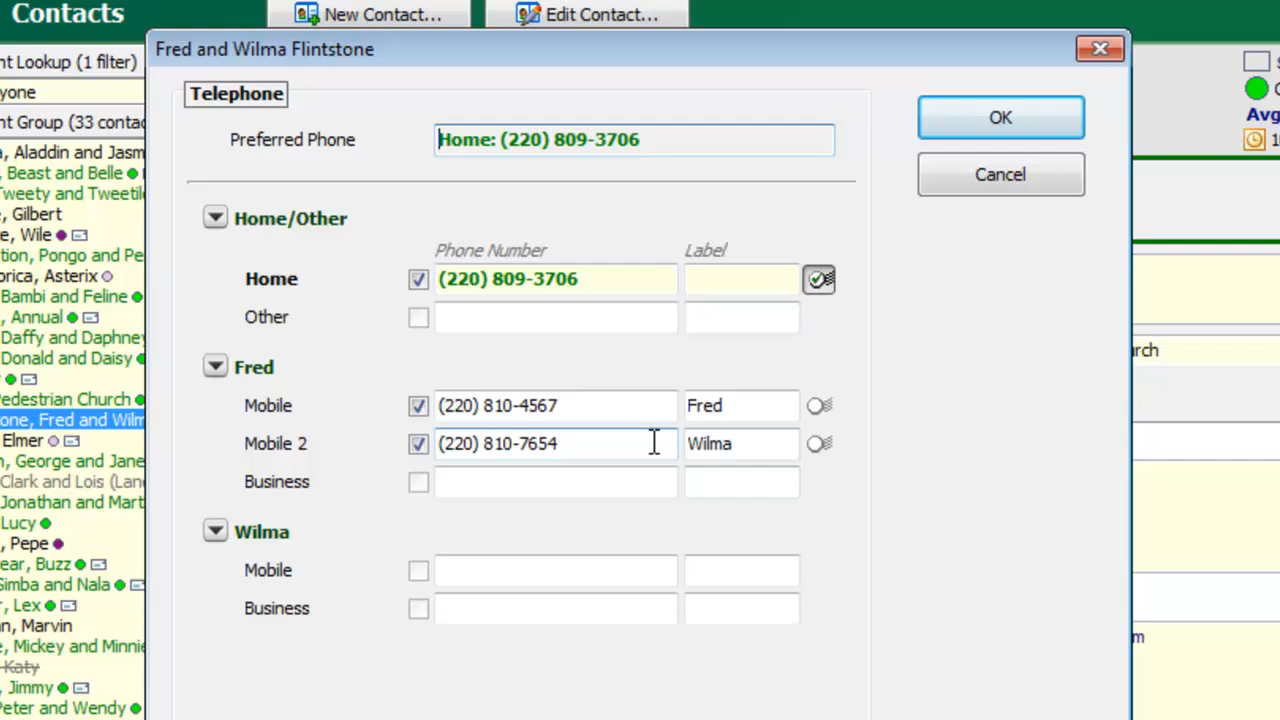 Contacts
New Contact...
Edit Contact...
Fred and Wilma Flintstone
nt Lookup (1 filter)
yone
nt Group (33 contac
, Aladdin and Jasm
, Beast and Belle
Tweety and Tweetie
, Gilbert
e, Wile
tion, Pongo and Pe
orica, Asterix
Bambi and Feline
, Annual
Daffy and Daphney
Donald and Daisy
Pedestrian Church
one, Fred and Wilm
Elmer
n, George and Jane
Clark and Lois (Lan
Jonathan and Mart
Lucy
, Pepe
ear, Buzz
Simba and Nala
r, Lex
n, Marvin
e, Mickey and Minnie
Katy
, Jimmy
Peter and Wendy
Telephone
Preferred Phone
Home: (220) 809-3706
OK
Cancel
Home/Other
Phone Number Label
Home (220) 809-3706
Other
Fred
Mobile (220) 810-4567 Fred
Mobile 2 (220) 810-7654 Wilma
Business
Wilma
Mobile
Business
Avg
rch
m